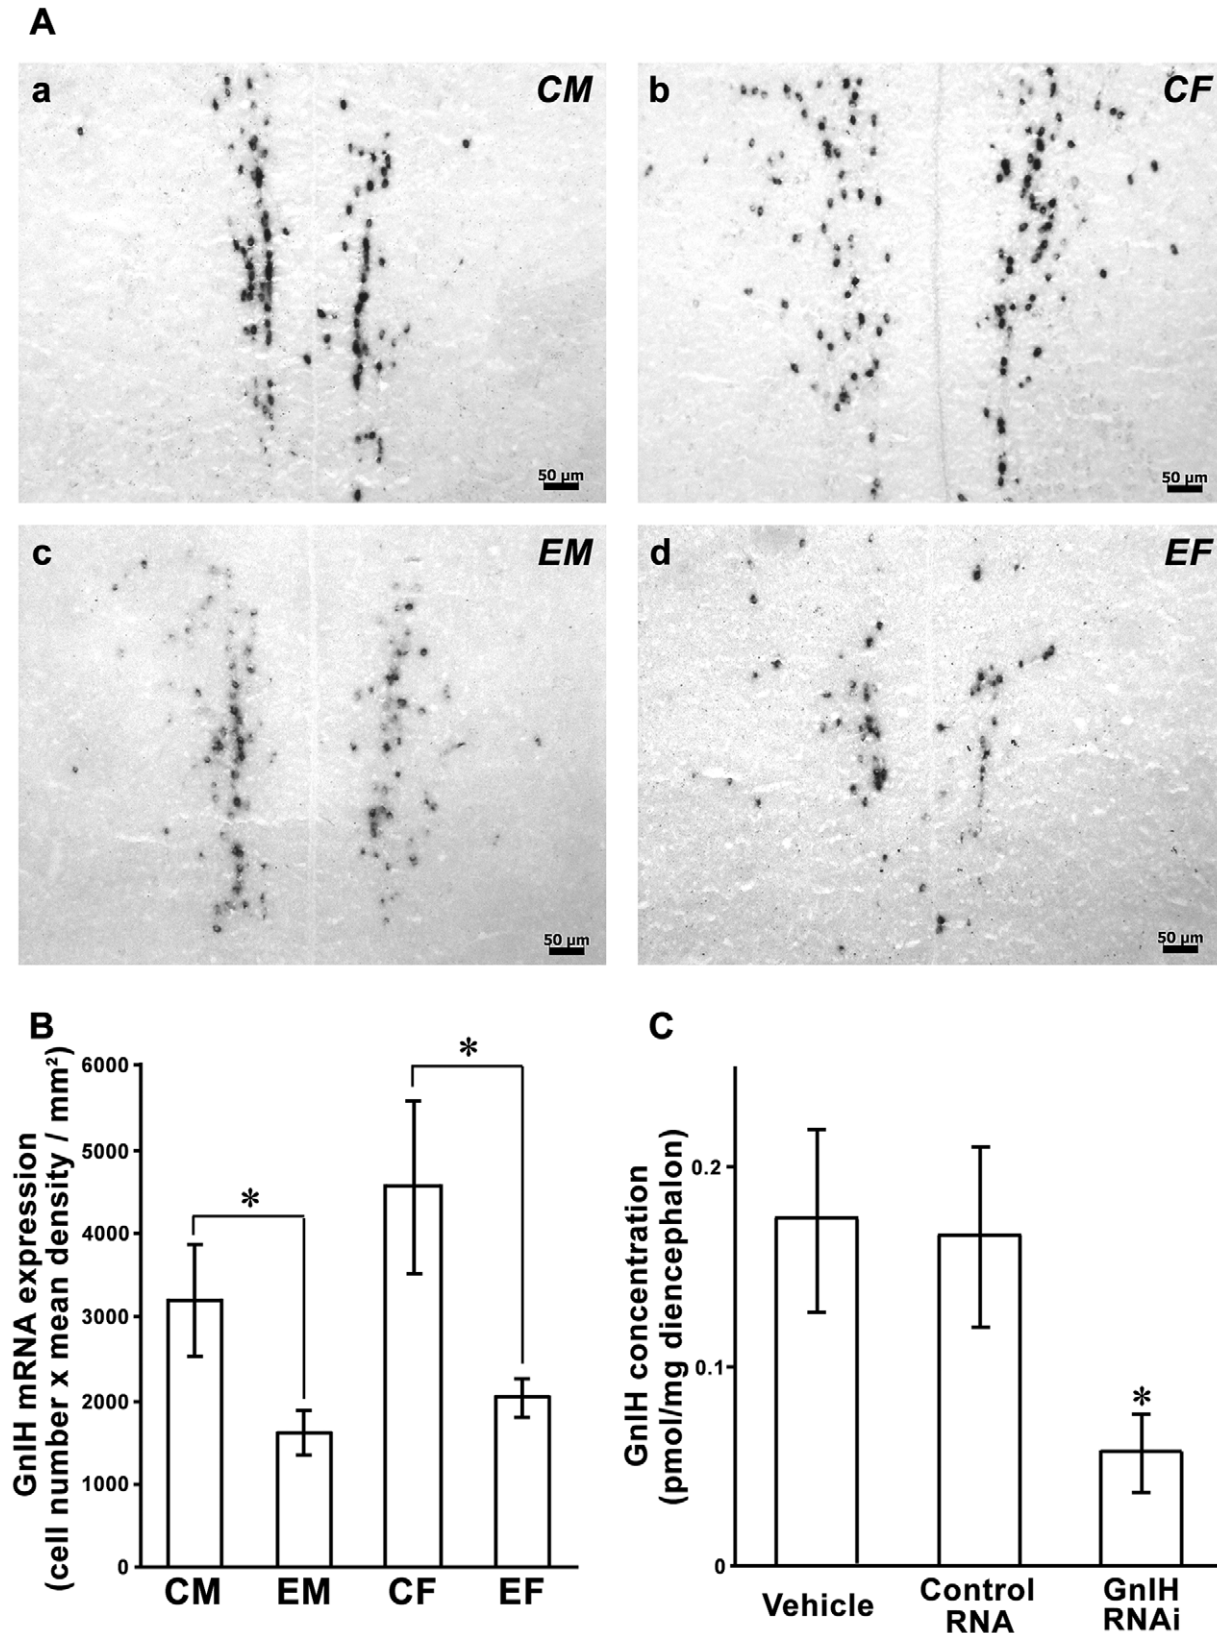 A
a
CM
50 µm
b
CF
50 µm
c
EM
50 µm
d
EF
50 µm
B
GnIH mRNA expression
(cell number x mean density / mm²)
6000
5000
4000
3000
2000
1000
0
*
*
CM EM CF EF
C
GnIH concentration
(pmol/mg diencephalon)
0.2
0.1
0
*
Vehicle
Control
RNA
GnIH
RNAi